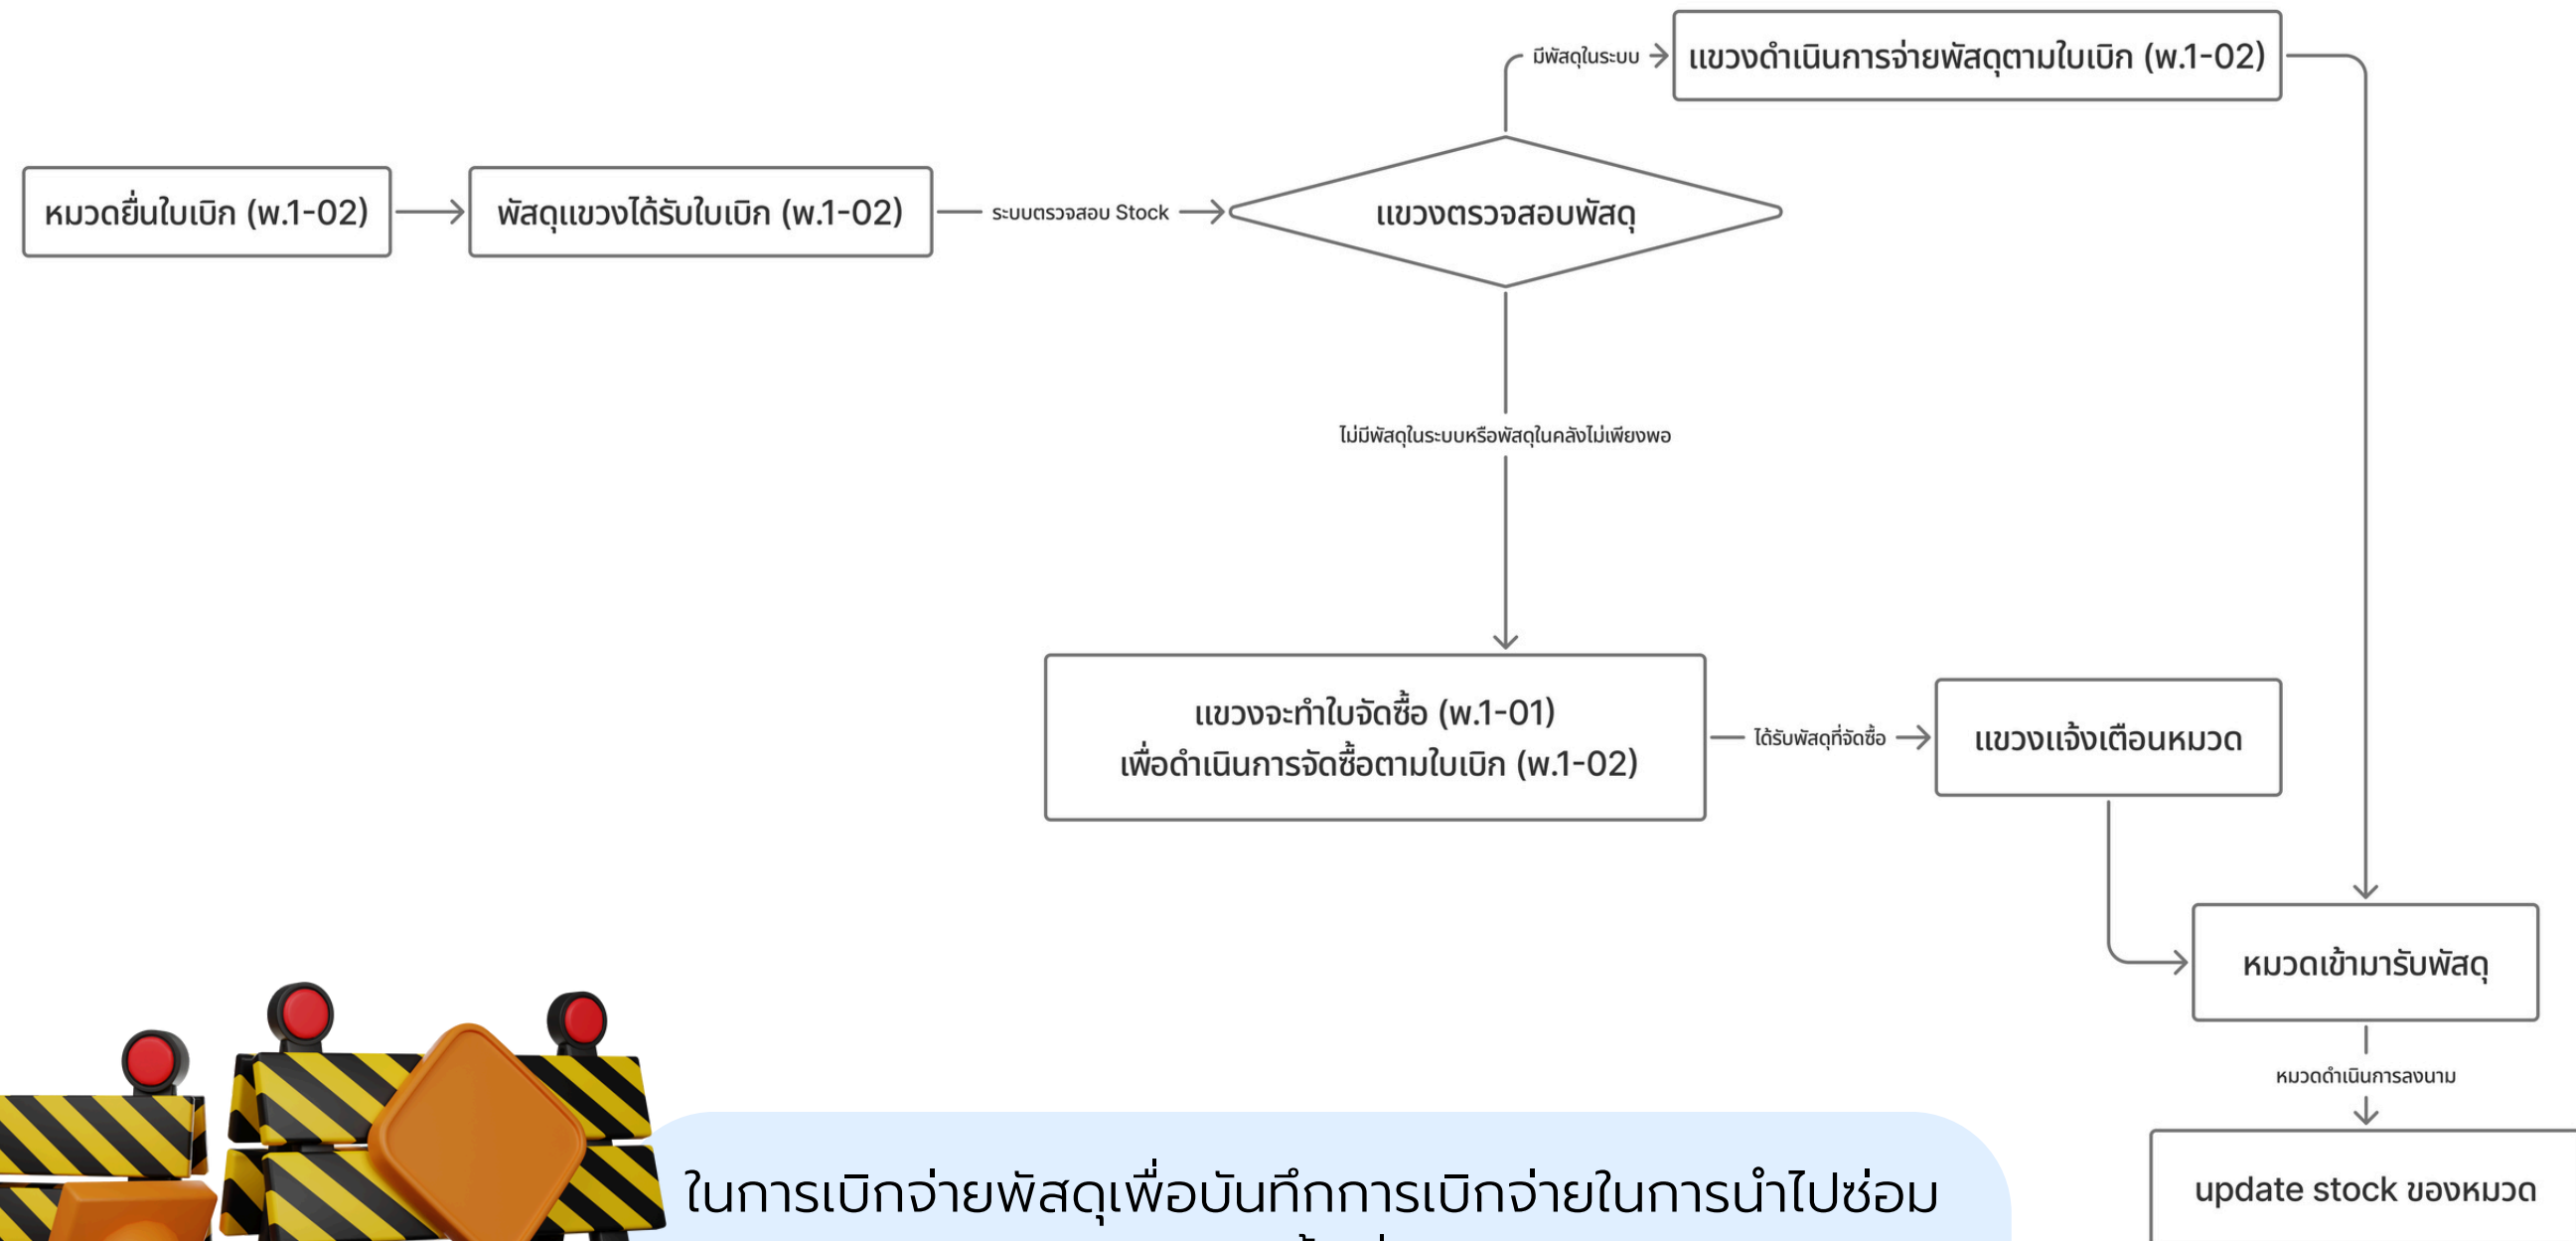 มีพัสดุในระบบ
แขวงดำเนินการจ่ายพัสดุตามใบเบิก (พ.1-02)
หมวดยื่นใบเบิก (พ.1-02)
พัสดุแขวงได้รับใบเบิก (พ.1-02)
ระบบตรวจสอบ Stock
แขวงตรวจสอบพัสดุ
ไม่มีพัสดุในระบบหรือพัสดุในคลังไม่เพียงพอ
แขวงจะทำใบจัดซื้อ (พ.1-01)
เพื่อดำเนินการจัดซื้อตามใบเบิก (พ.1-02)
ได้รับพัสดุที่จัดซื้อ
แขวงแจ้งเตือนหมวด
หมวดเข้ามารับพัสดุ
หมวดดำเนินการลงนาม
update stock ของหมวด
ในการเบิกจ่ายพัสดุเพื่อบันทึกการเบิกจ่ายในการนำไปซ่อม